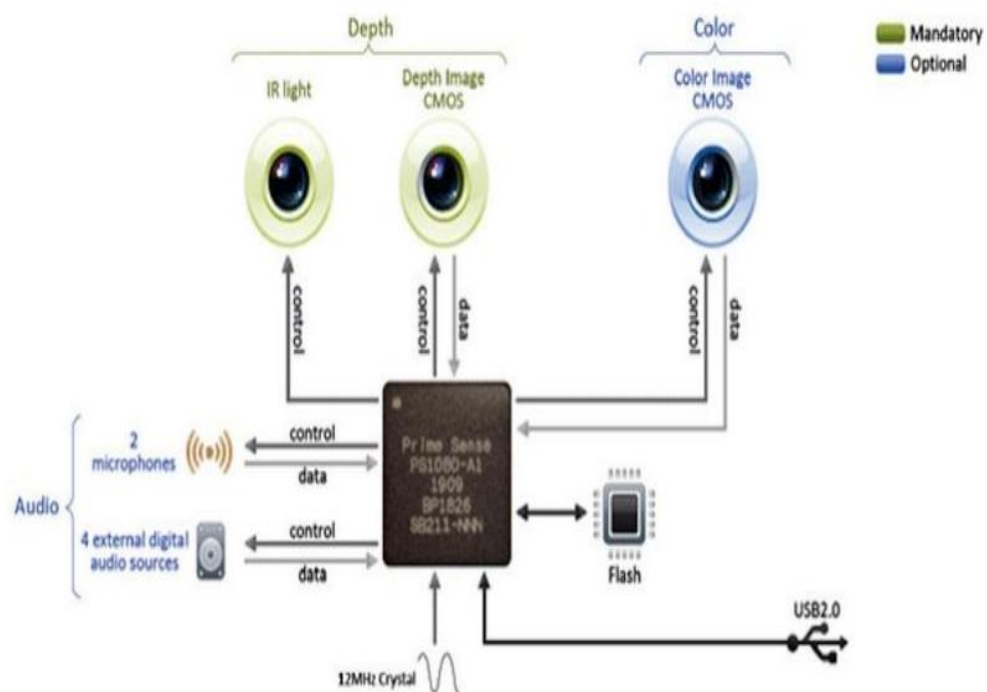 Depth
Color
Mandatory
Optional
IR light
Depth Image
CMOS
Color Image
CMOS
control
control
data
control
data
Prime Sense
PS1080-A1
1909
BP1826
SB211-NNN
Audio
2
microphones
control
data
4 external digital
audio sources
control
data
Flash
USB2.0
12MHz Crystal